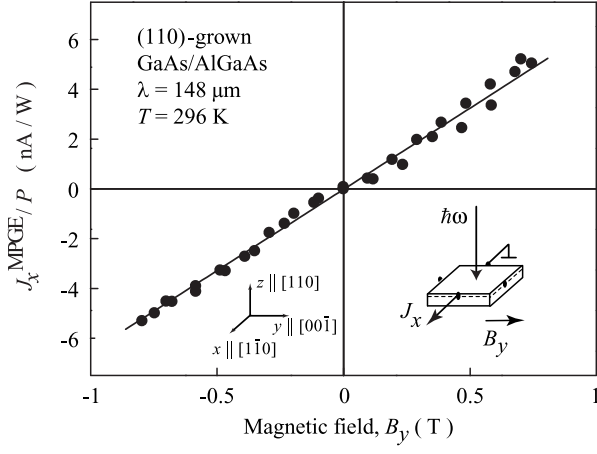 (110)-grown
GaAs/AlGaAs
λ = 148 μm
T = 296 K
J_x^MPGE / P ( nA / W )
6
4
2
0
-2
-4
-6
ħω
J_x
B_y
z || [110]
y || [001̄]
x || [11̄0]
-1
-0.5
0
0.5
1
Magnetic field, B_y ( T )